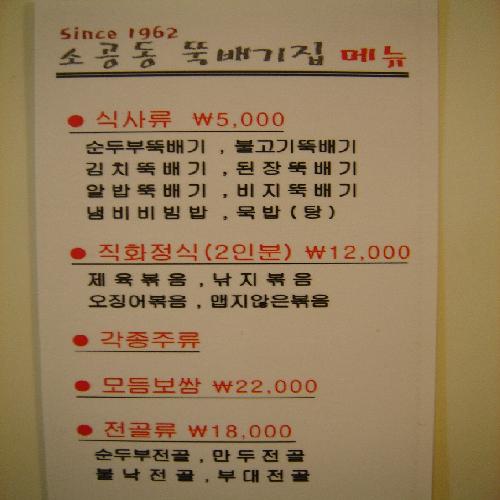 Since 1962
소공동 뚝배기집 메뉴
● 식사류 ₩5,000
순두부뚝배기 , 불고기뚝배기
김치뚝배기 , 된장뚝배기
알밥뚝배기 , 비지뚝배기
냄비비빔밥 , 묵밥(탕)
● 직화정식(2인분) ₩12,000
제육볶음 , 낚지볶음
오징어볶음 , 맵지않은볶음
● 각종주류
● 모듬보쌈 ₩22,000
● 전골류 ₩18,000
순두부전골 , 만두전골
불낙전골 , 부대전골